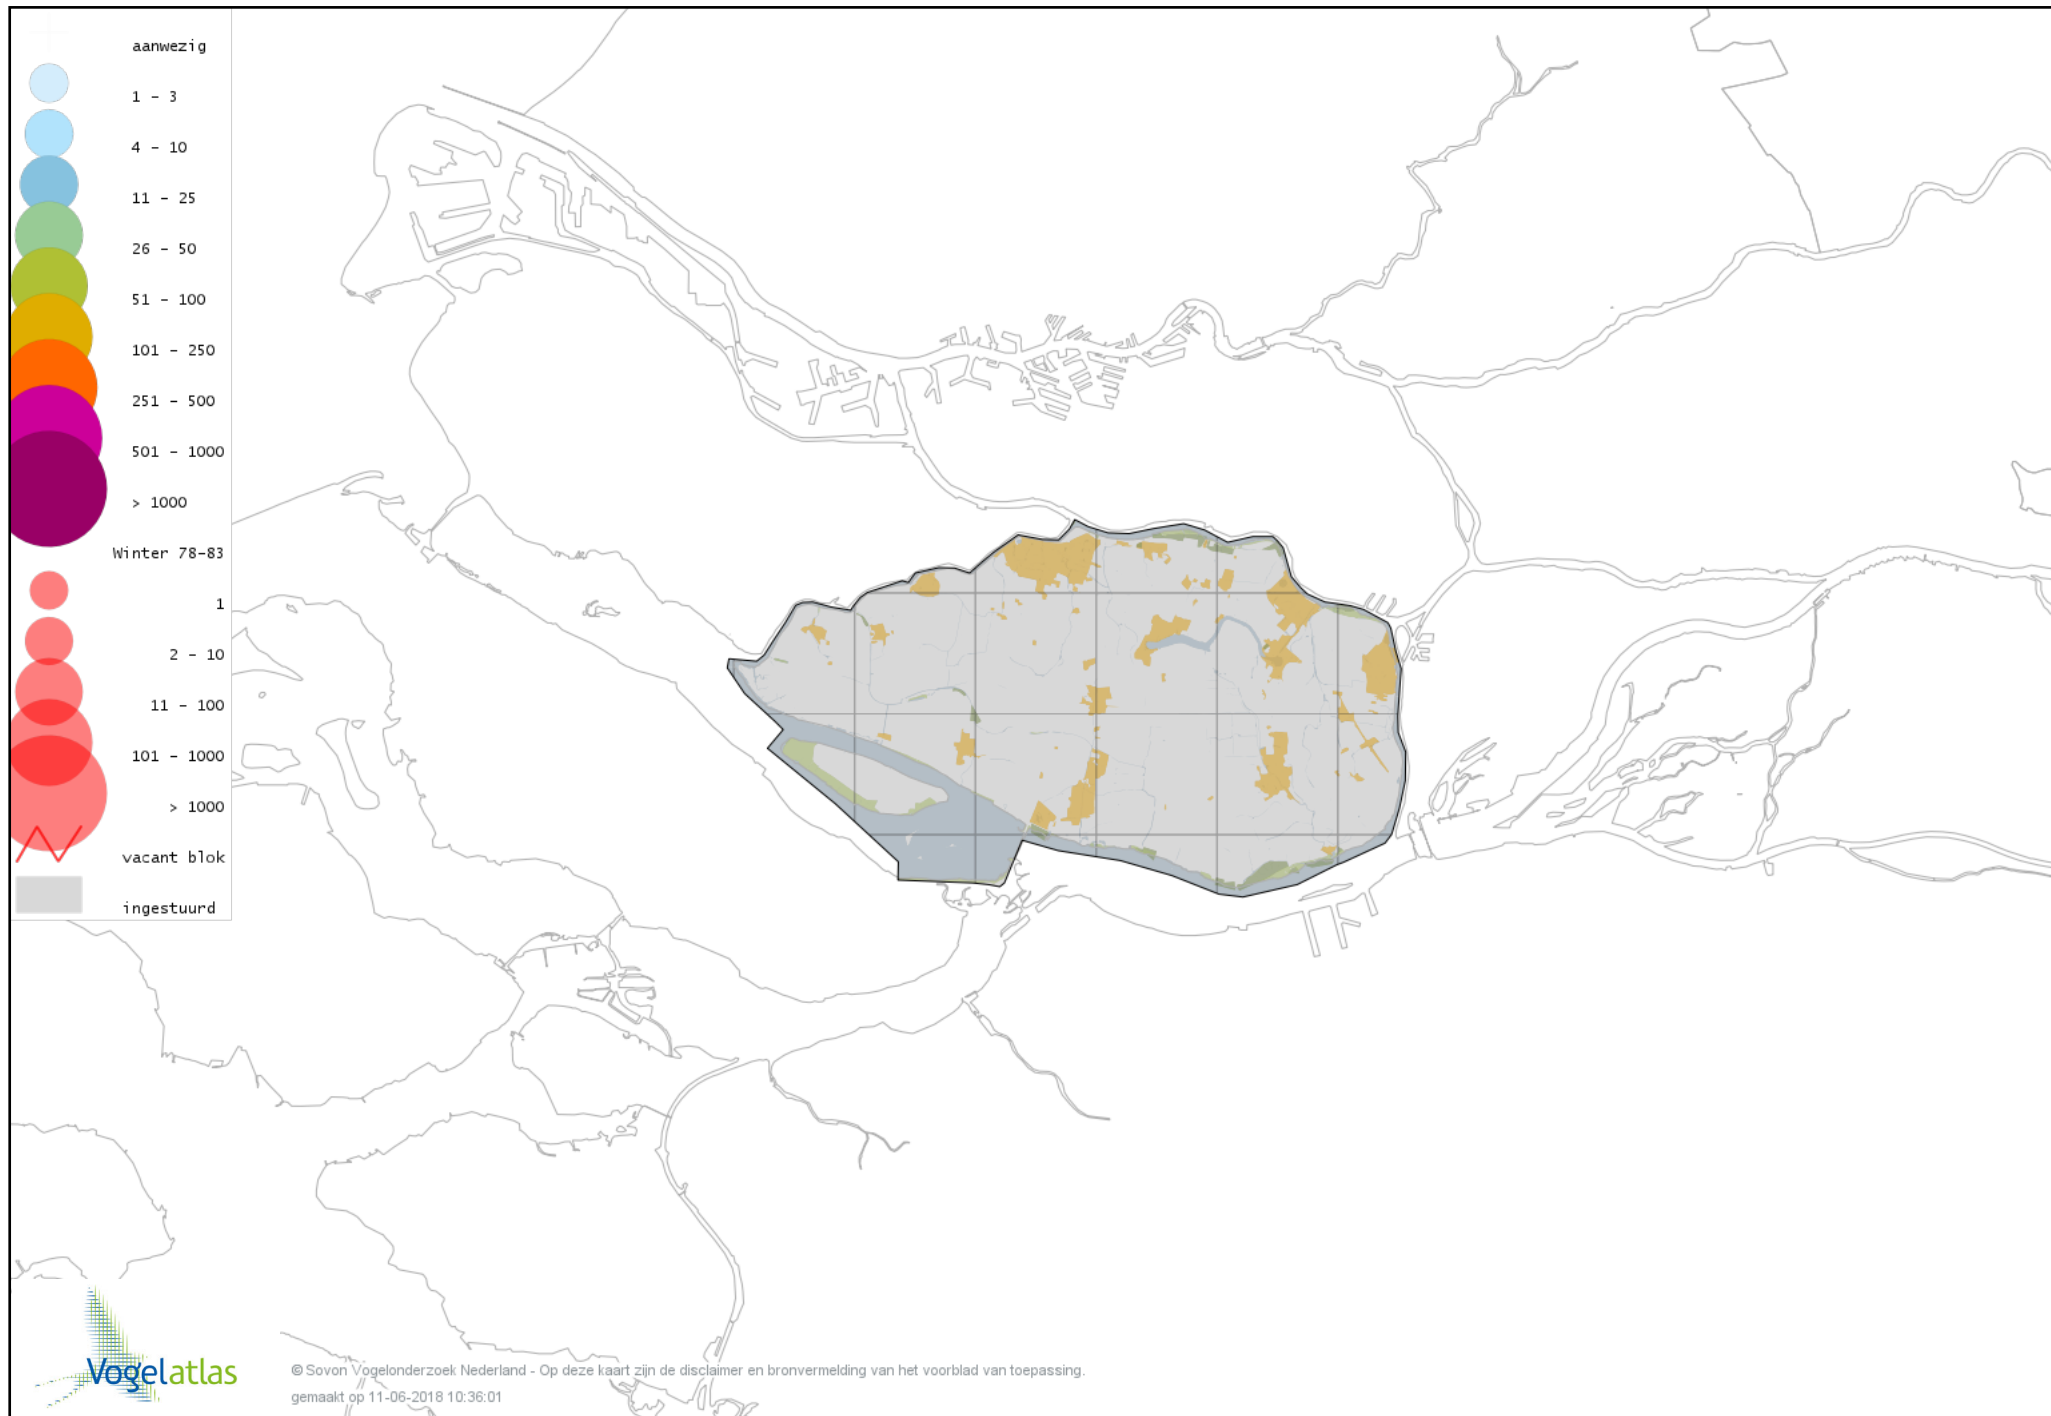 aanwezig
1 - 3
4 - 10
11 - 25
26 - 50
51 - 100
101 - 250
251 - 500
501 - 1000
> 1000
Winter 78-83
1
2 - 10
11 - 100
101 - 1000
> 1000
vacant blok
ingestuurd
Vogelatlas
© Sovon Vogelonderzoek Nederland - Op deze kaart zijn de disclaimer en bronvermelding van het voorblad van toepassing.
gemaakt op 11-06-2018 10:36:01